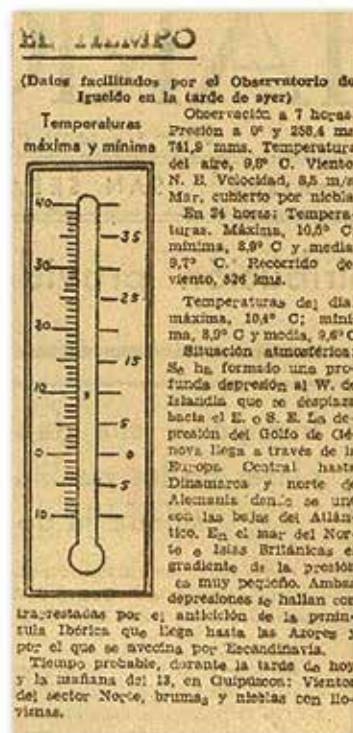 EL TIEMPO
(Datos facilitados por el Observatorio de
Igueldo en la tarde de ayer)
Temperaturas
máxima y mínima
40
35
30
25
20
15
10
5
0
5
10
Observación a 7 horas.
Presión a 0º y 258,4 ms.
741,9 mms. Temperatura
del aire, 9,8º C. Viento
N. E. Velocidad, 8,5 m/s
Mar, cubierto por niebla
En 24 horas: Tempera-
turas. Máxima, 10,5º C
mínima, 8,9º C y media
9,7º C. Recorrido de
viento, 526 kms.
Temperaturas del día
máxima, 10,4º C; míni
ma, 8,9º C y media, 9,6º C
Situación atmosférica:
Se ha formado una pro-
funda depresión al W. de
Islandia que se desplaza
hacia el E. o S. E. La de-
presión del Golfo de Gé-
nova llega a través de la
Europa Central hasta
Dinamarca y norte de
Alemania donde se une
con las bajas del Atlán-
tico. En el mar del Nor-
te e Islas Británicas el
gradiente de la presión
es muy pequeño. Ambas
depresiones se hallan con
trarrestadas por el anticiclón de la penín-
sula Ibérica que llega hasta las Azores y
por el que se avecina por Escandinavia.
Tiempo probable, durante la tarde de hoy
y la mañana del 13, en Guipúzcoa: Vientos
del sector Norte, brumas y nieblas con llo-
viznas.